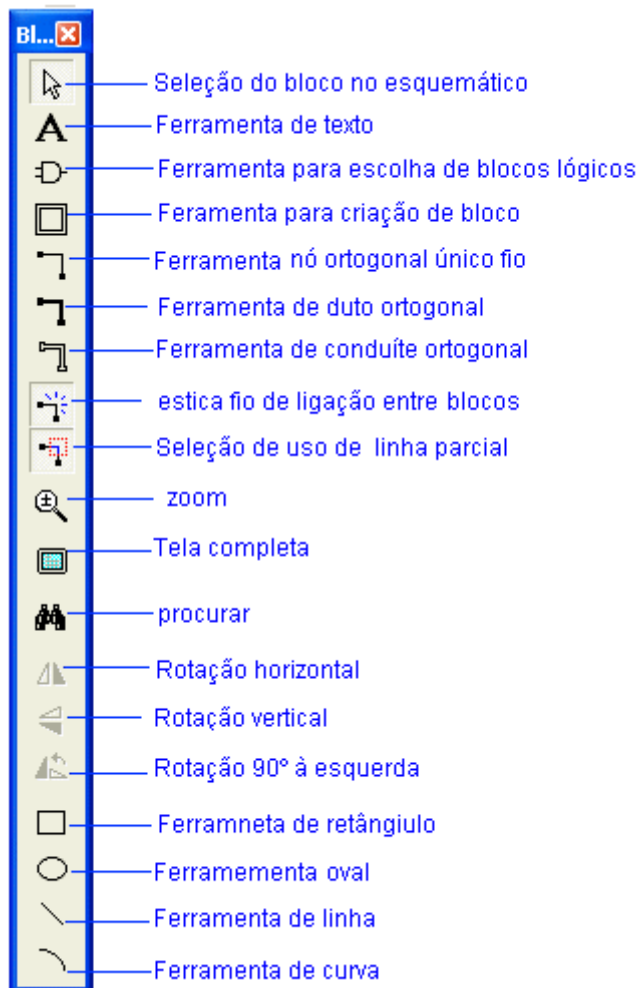 Bl...
Seleção do bloco no esquemático
A
Ferramenta de texto
Ferramenta para escolha de blocos lógicos
Feramenta para criação de bloco
Ferramenta nó ortogonal único fio
Ferramenta de duto ortogonal
Ferramenta de conduíte ortogonal
estica fio de ligação entre blocos
Seleção de uso de linha parcial
zoom
Tela completa
procurar
Rotação horizontal
Rotação vertical
Rotação 90° à esquerda
Ferramneta de retângiulo
Ferramementa oval
Ferramenta de linha
Ferramenta de curva